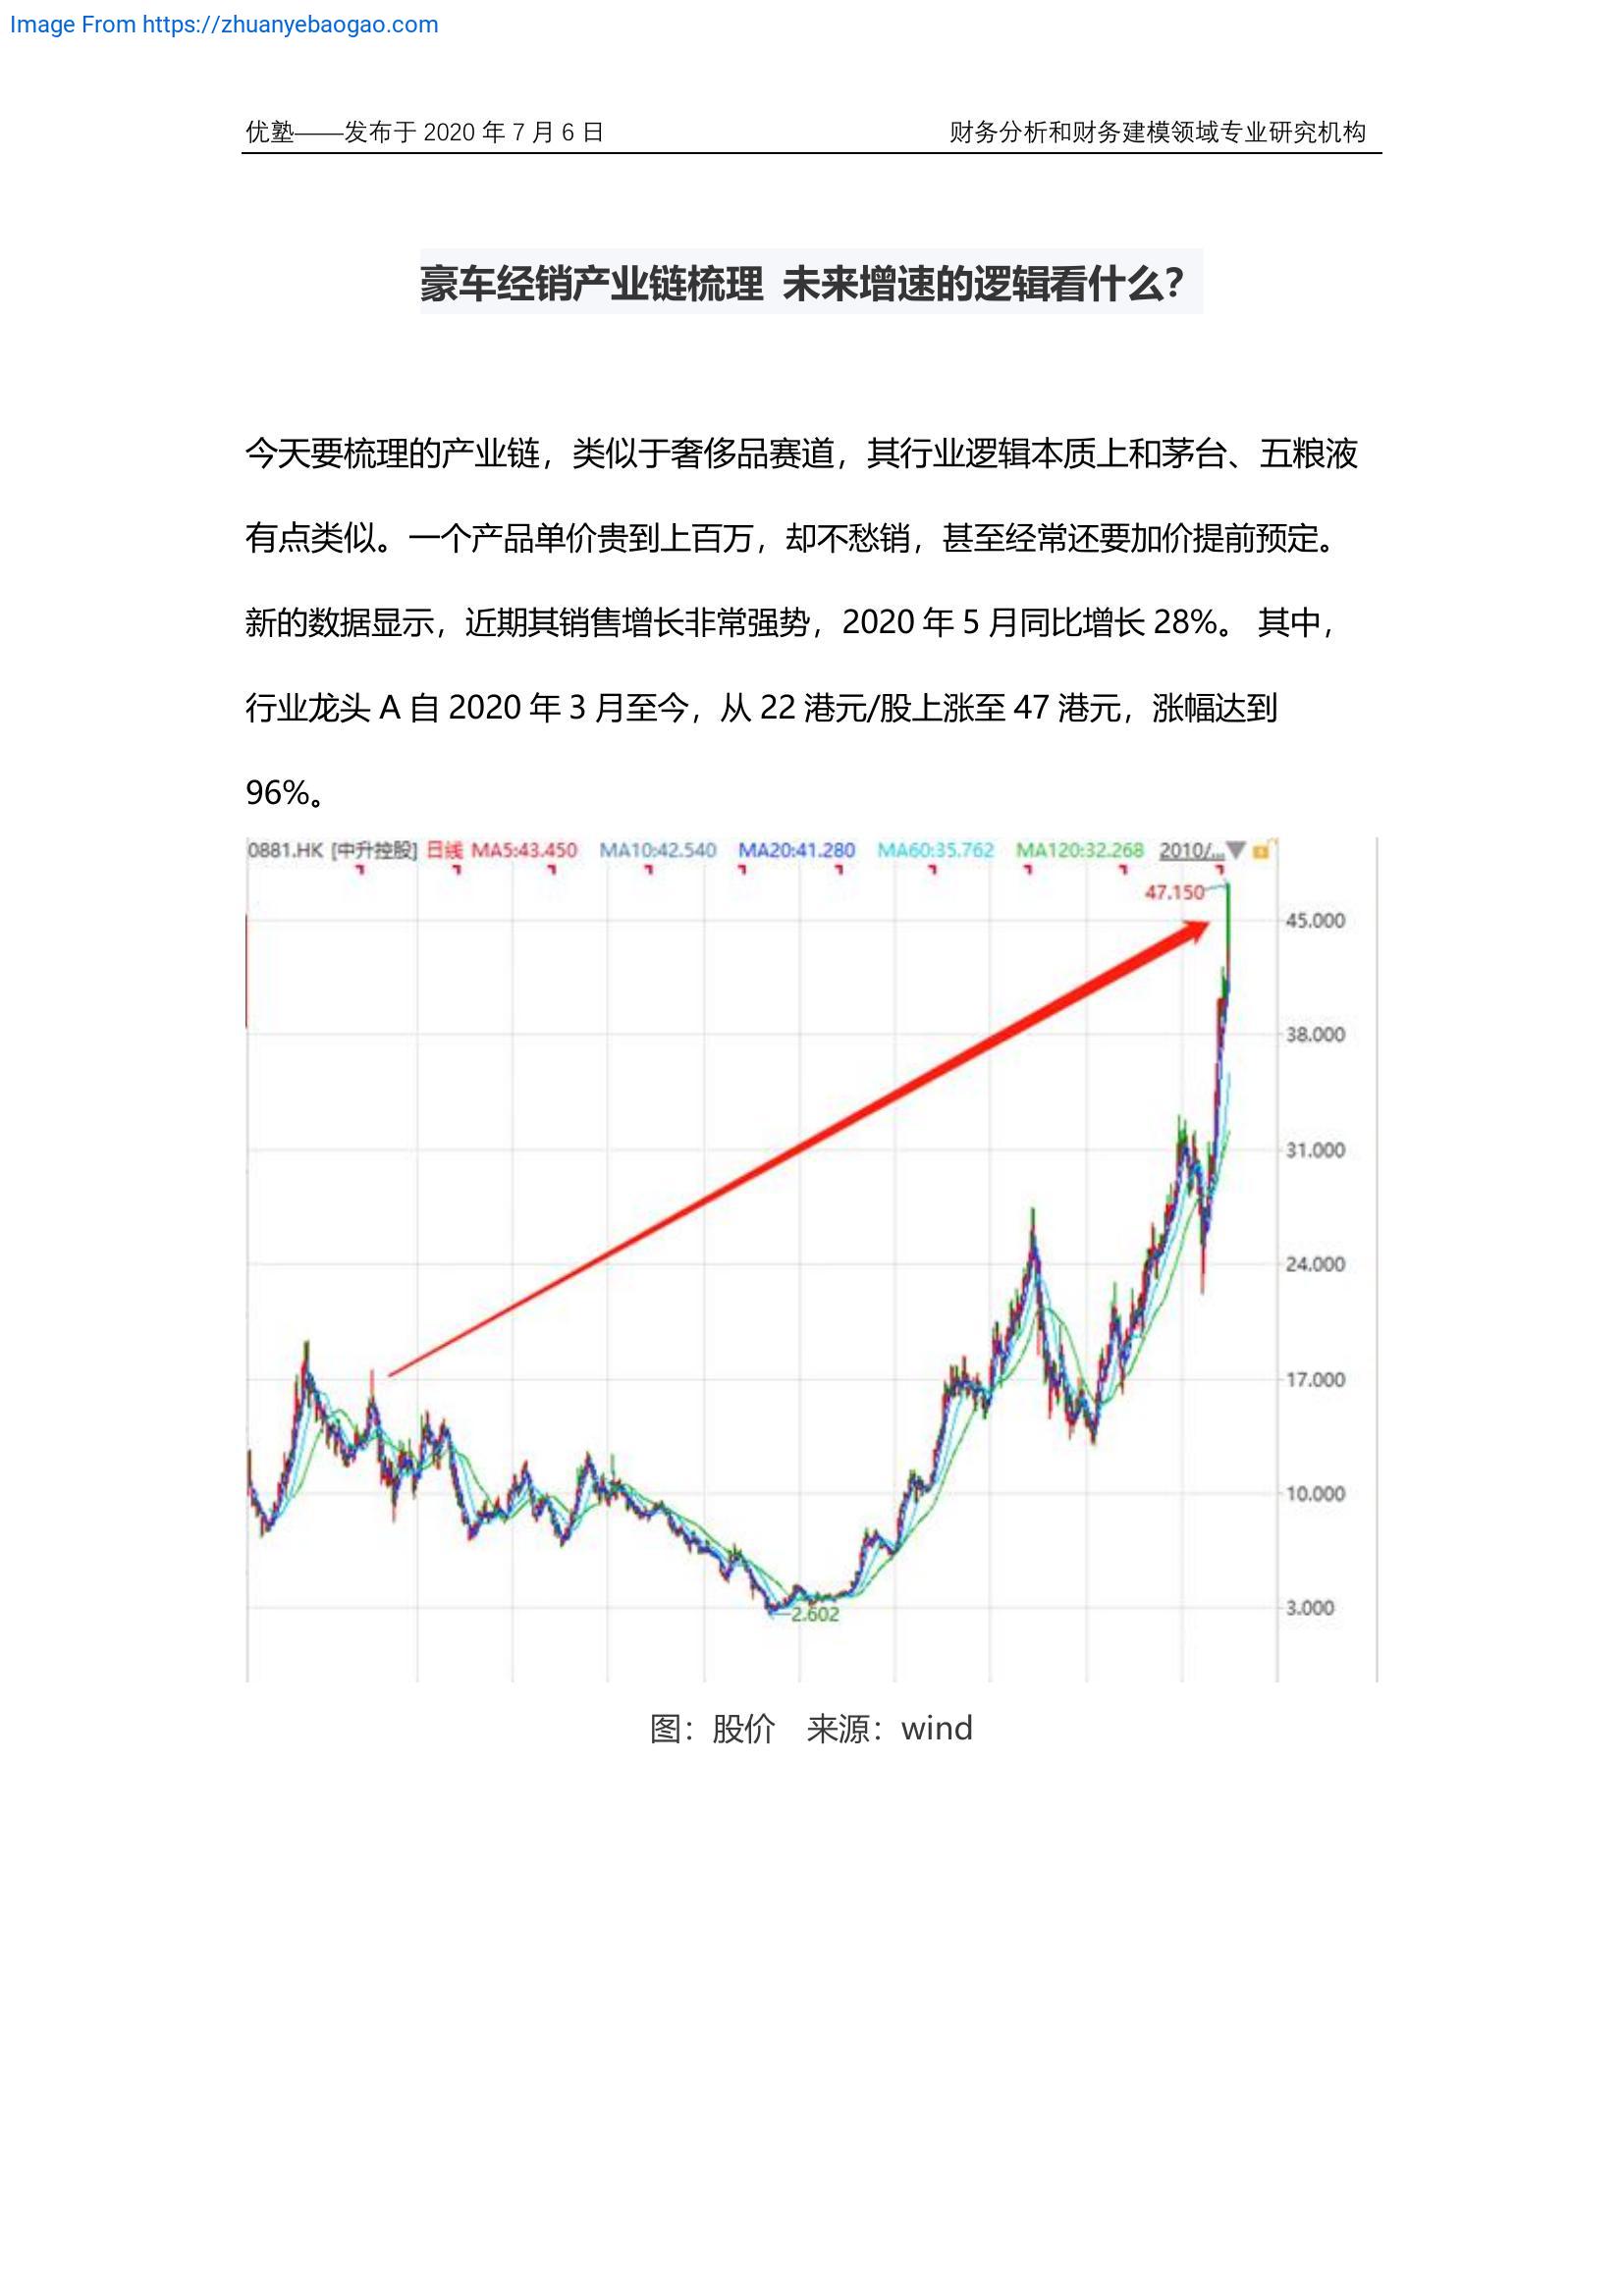 Image From https://zhuanyebaogao.com
优塾——发布于 2020 年 7 月 6 日 财务分析和财务建模领域专业研究机构
豪车经销产业链梳理 未来增速的逻辑看什么？
今天要梳理的产业链，类似于奢侈品赛道，其行业逻辑本质上和茅台、五粮液
有点类似。一个产品单价贵到上百万，却不愁销，甚至经常还要加价提前预定。
新的数据显示，近期其销售增长非常强势，2020 年 5 月同比增长 28%。 其中，
行业龙头 A 自 2020 年 3 月至今，从 22 港元/股上涨至 47 港元，涨幅达到
96%。
0881.HK [中升控股] 日线 MA5:43.450 MA10:42.540 MA20:41.280 MA60:35.762 MA120:32.268 2010/...
47.150
45.000
38.000
31.000
24.000
17.000
10.000
3.000
2.602
图：股价 来源：wind